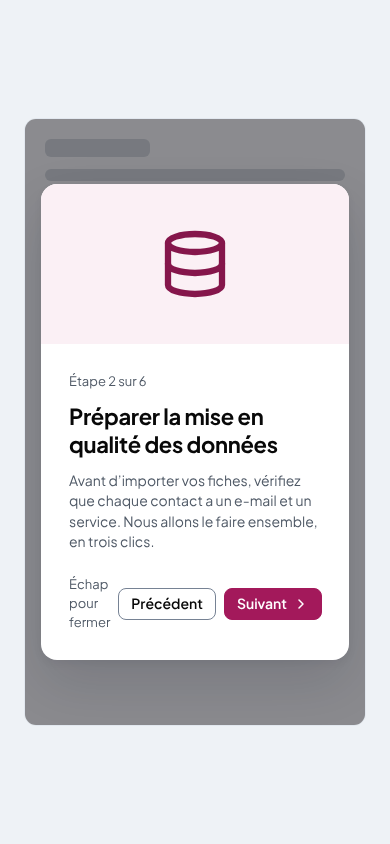 Étape 2 sur 6
Préparer la mise en
qualité des données
Avant d’importer vos fiches, vérifiez
que chaque contact a un e-mail et un
service. Nous allons le faire ensemble,
en trois clics.
Échap
pour
fermer
Précédent
Suivant